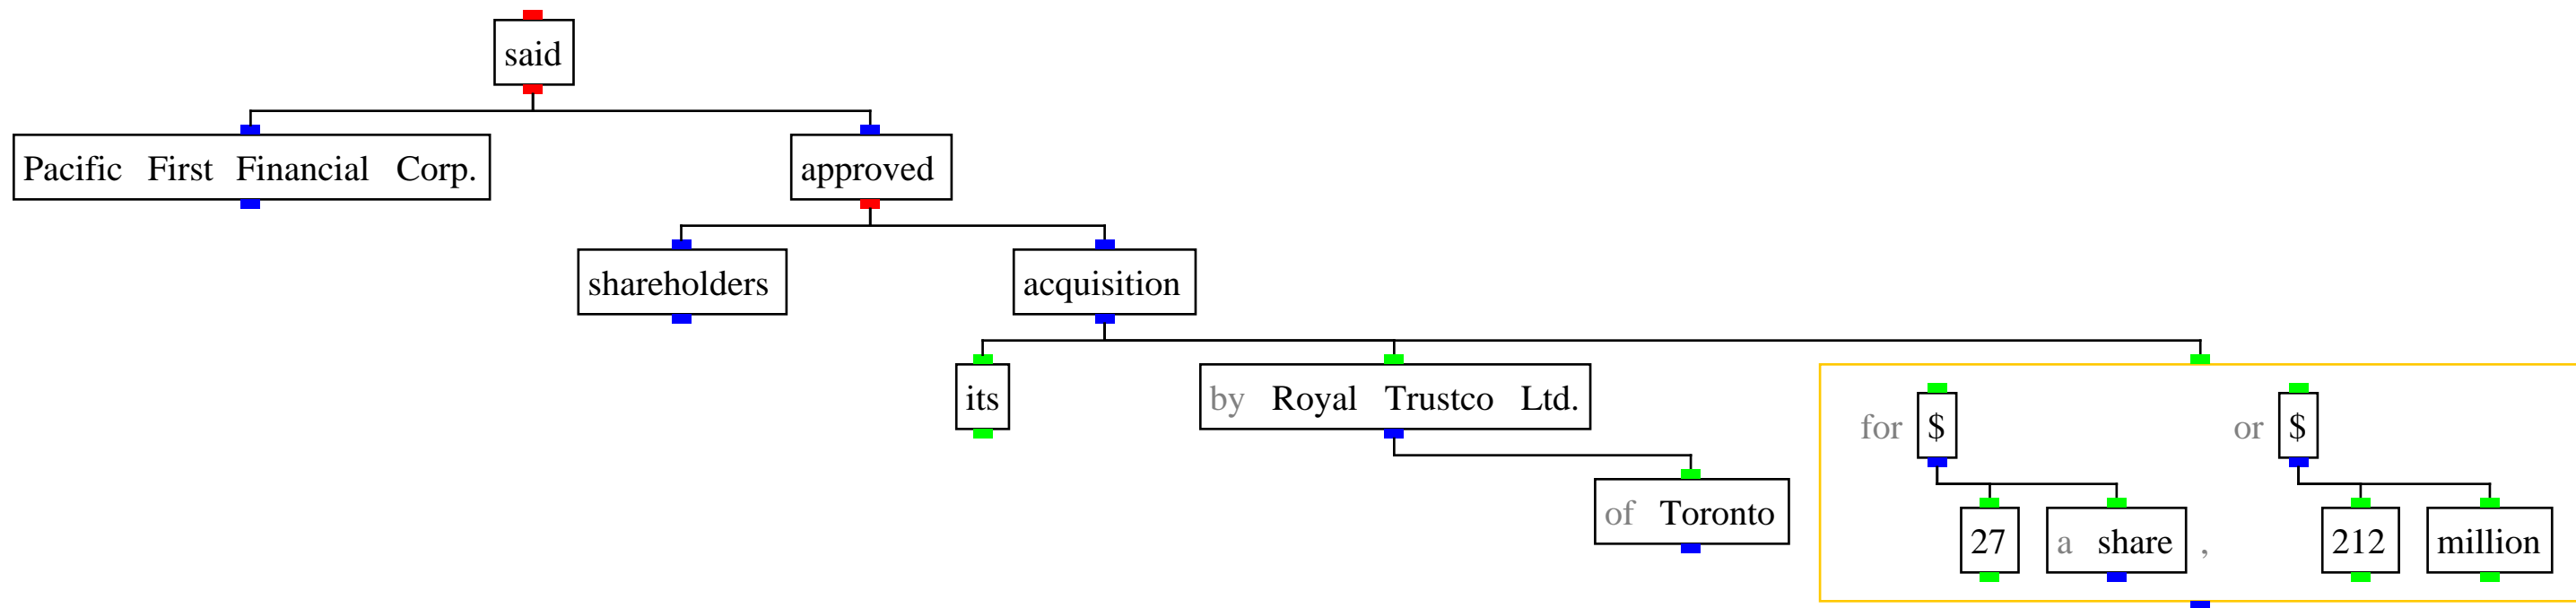 said
Pacific First Financial Corp. approved
shareholders acquisition
its by Royal Trustco Ltd. for $ or $
of Toronto 27 a share , 212 million